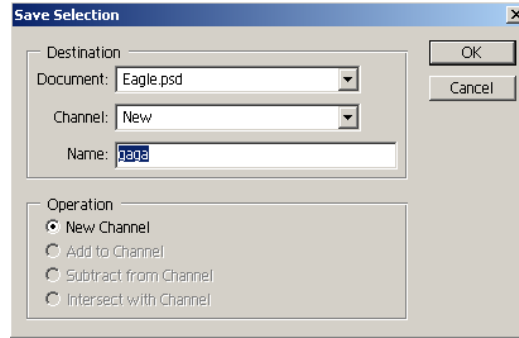 Save Selection
Destination
Document: Eagle.psd
Channel: New
Name: gaga
OK
Cancel
Operation
New Channel
Add to Channel
Subtract from Channel
Intersect with Channel